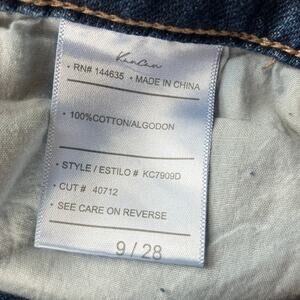 KanCan
• RN# 144635 • MADE IN CHINA
• 100%COTTON/ALGODON
• STYLE / ESTILO # KC7909D
• CUT # 40712
• SEE CARE ON REVERSE
9 / 28